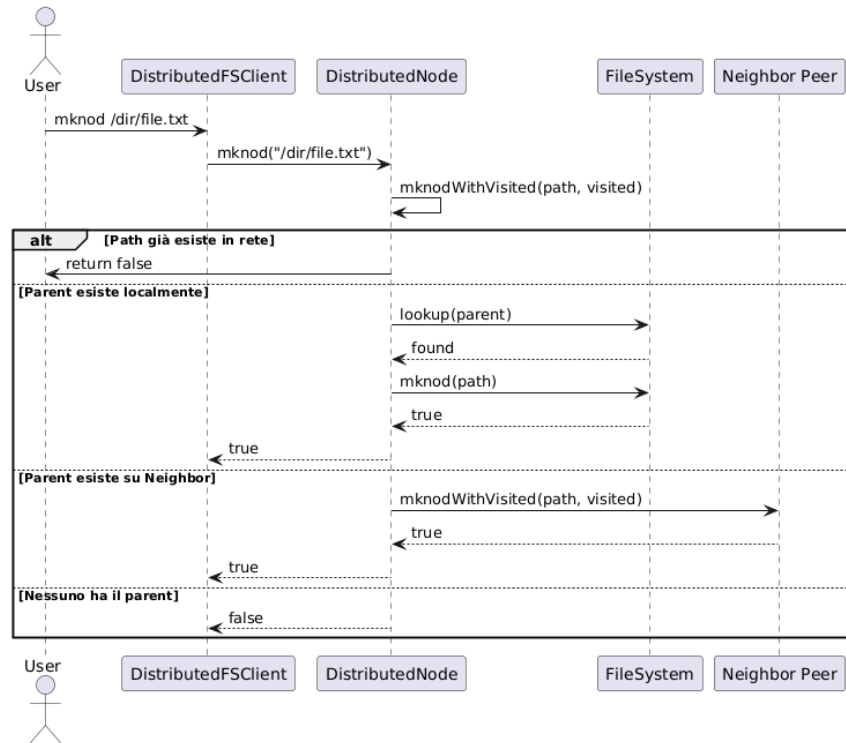 User
DistributedFSClient
DistributedNode
FileSystem
Neighbor Peer
mknod /dir/file.txt
mknod("/dir/file.txt")
mknodWithVisited(path, visited)
alt
[Path già esiste in rete]
return false
[Parent esiste localmente]
lookup(parent)
found
mknod(path)
true
true
[Parent esiste su Neighbor]
mknodWithVisited(path, visited)
true
true
[Nessuno ha il parent]
false
User
DistributedFSClient
DistributedNode
FileSystem
Neighbor Peer